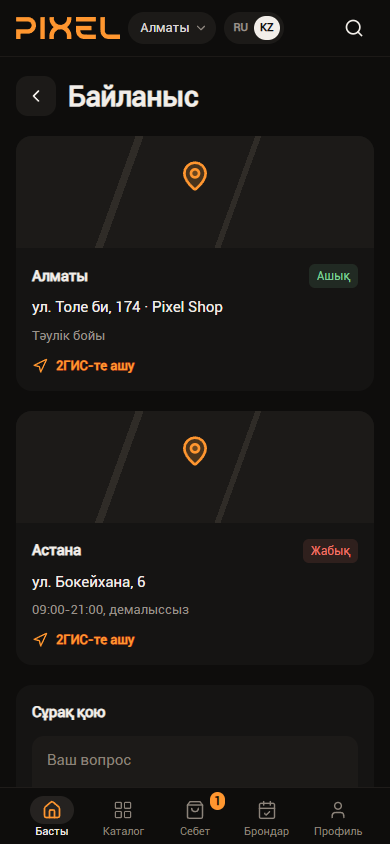 PIXEL
Алматы
RU KZ
Байланыс
Алматы
Ашық
ул. Толе би, 174 · Pixel Shop
Тәулік бойы
2ГИС-те ашу
Астана
Жабық
ул. Бокейхана, 6
09:00-21:00, демалыссыз
2ГИС-те ашу
Сұрақ қою
Ваш вопрос
1
Басты Каталог Себет Брондар Профиль